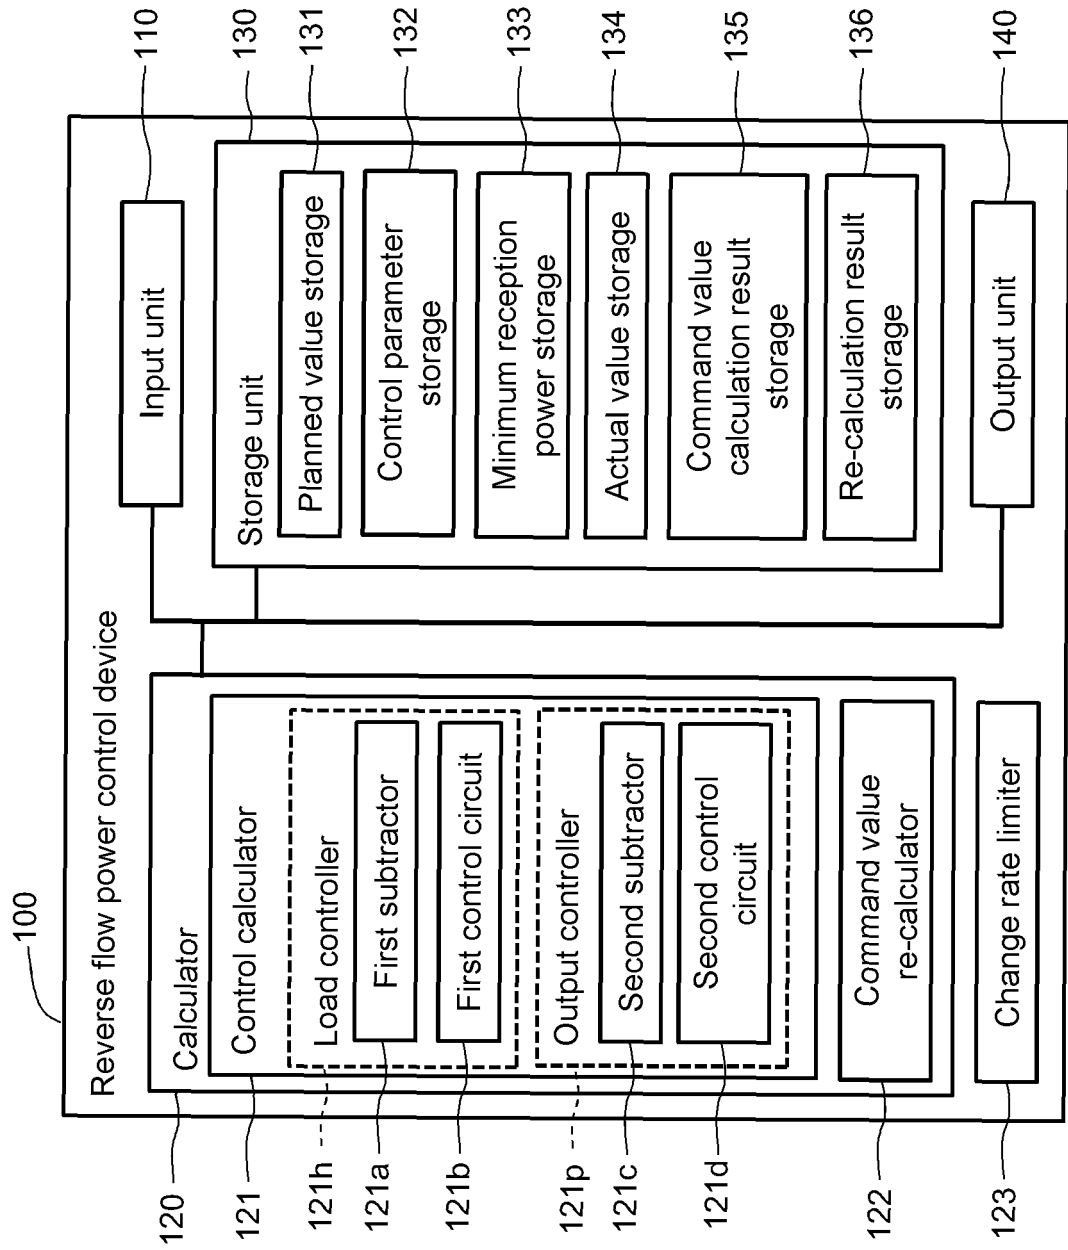 100
Reverse flow power control device
120
Calculator
121
Control calculator
121h
Load controller
121a
First subtractor
121b
First control circuit
121p
Output controller
121c
Second subtractor
121d
Second control
circuit
122
Command value
re-calculator
123
Change rate limiter
Input unit
110
Storage unit
130
Planned value storage
131
Control parameter
storage
132
Minimum reception
power storage
133
Actual value storage
134
Command value
calculation result
storage
135
Re-calculation result
storage
136
Output unit
140